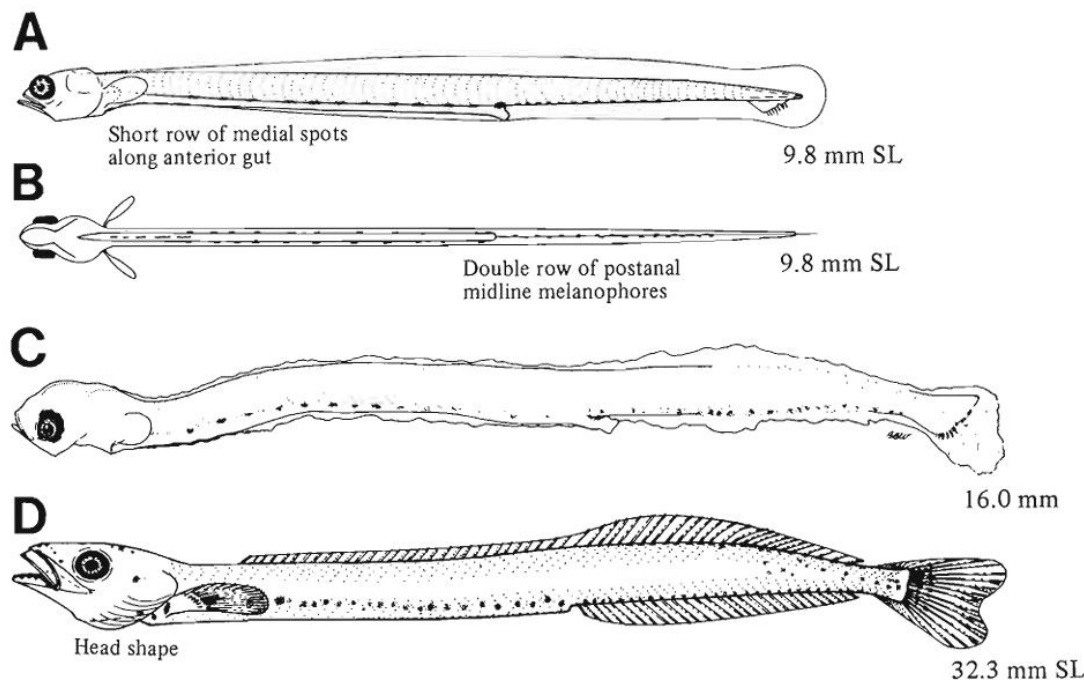 A
Short row of medial spots
along anterior gut
9.8 mm SL
B
Double row of postanal
midline melanophores
9.8 mm SL
C
16.0 mm
D
Head shape
32.3 mm SL